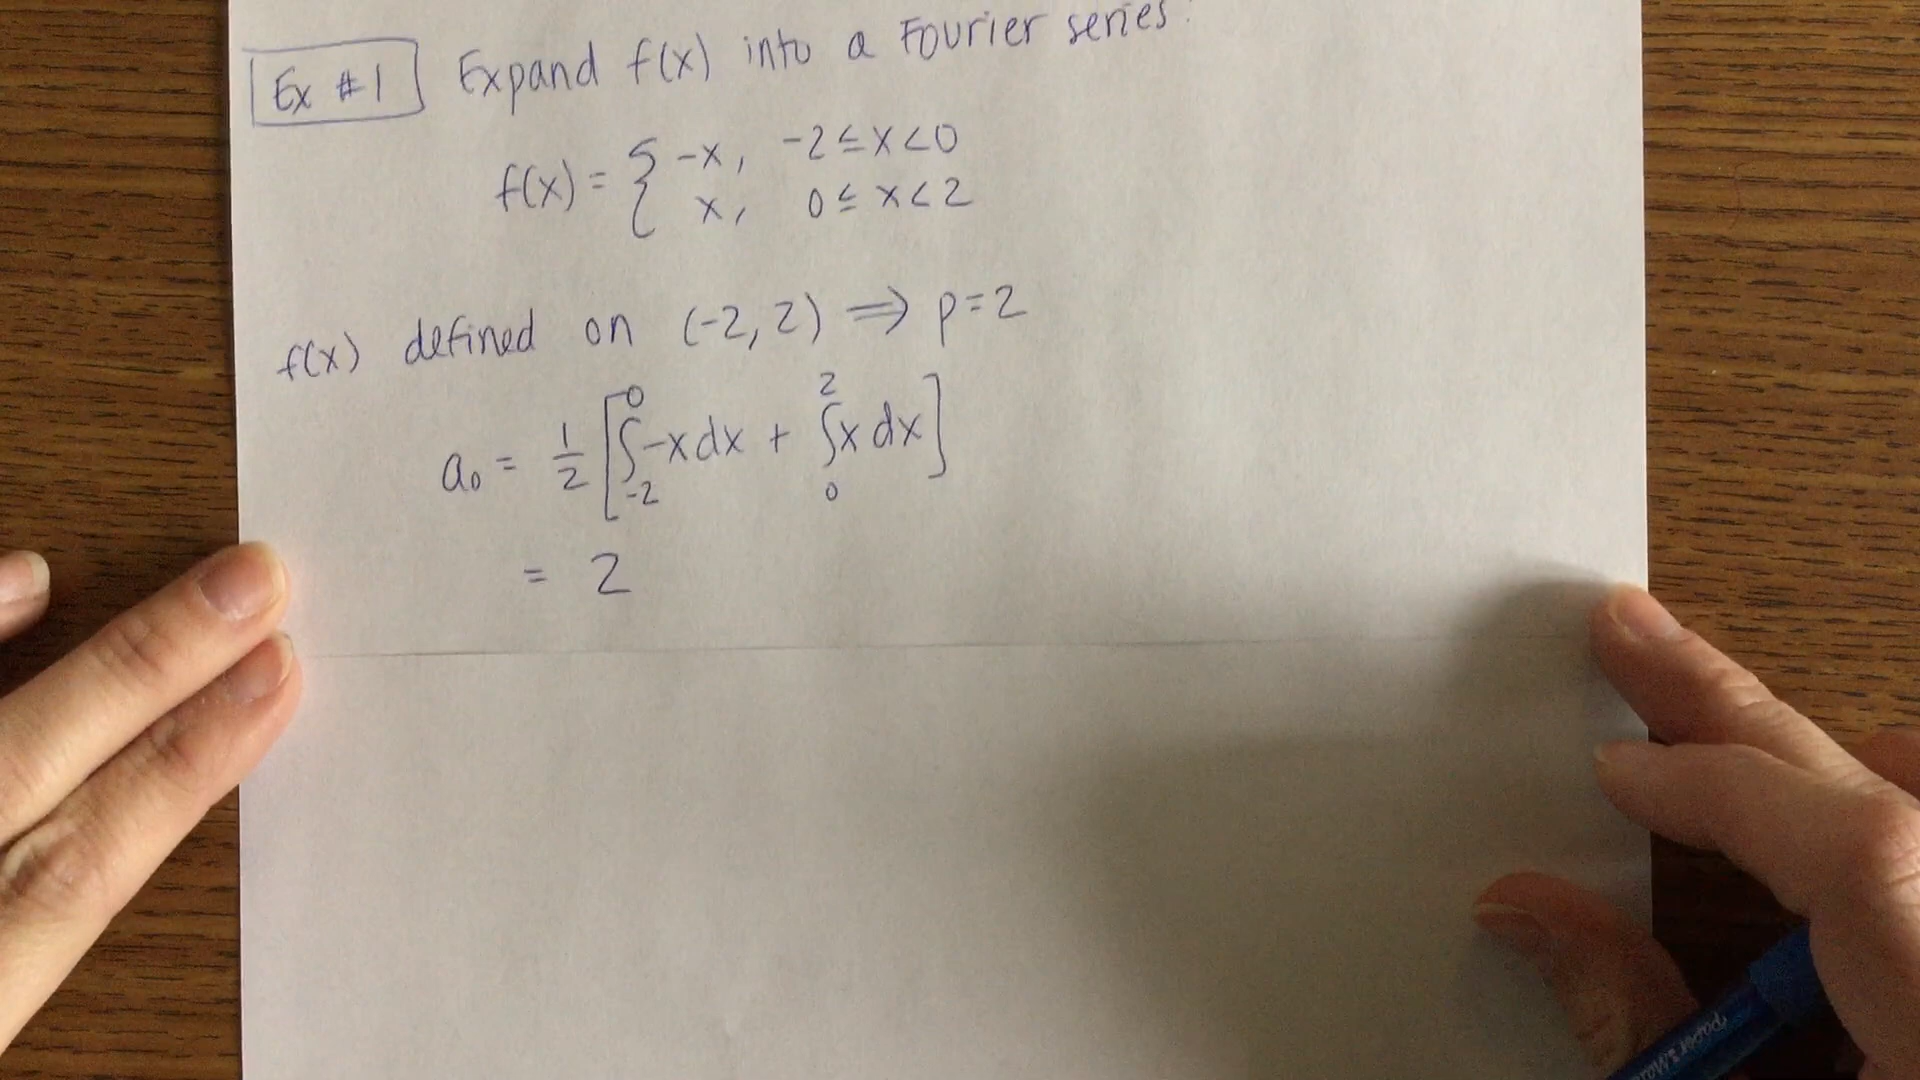 Ex #1 Expand f(x) into a Fourier series.
f(x) = { -x, -2 ≤ x < 0
x, 0 ≤ x < 2
f(x) defined on (-2, 2) ⟹ p = 2
a₀ = 1/2 [ ∫₋₂⁰ -x dx + ∫₀² x dx ]
= 2